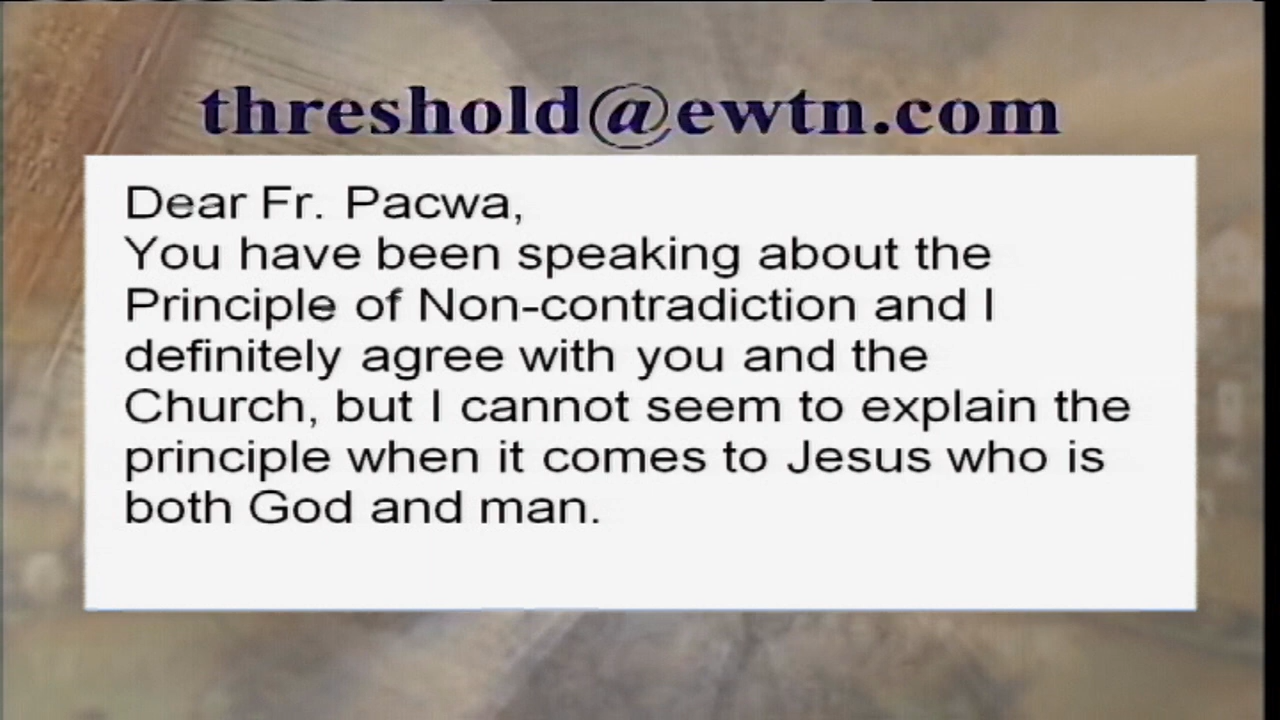 threshold@ewtn.com
Dear Fr. Pacwa,
You have been speaking about the
Principle of Non-contradiction and I
definitely agree with you and the
Church, but I cannot seem to explain the
principle when it comes to Jesus who is
both God and man.